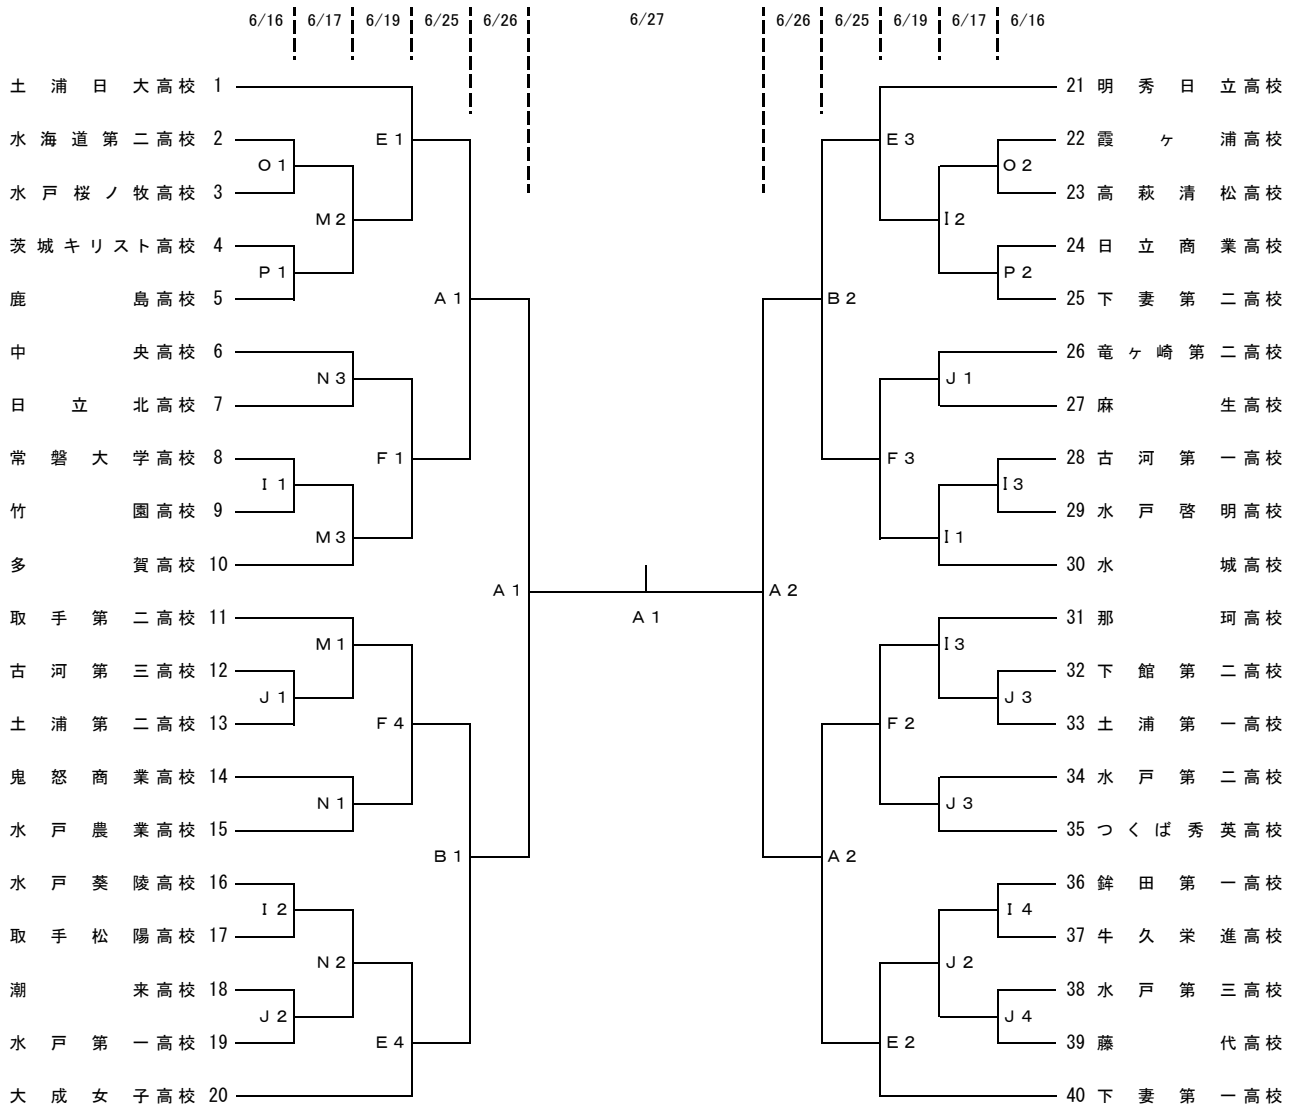 6/16 6/17 6/19 6/25 6/26 6/27 6/26 6/25 6/19 6/17 6/16
土浦日大高校 1
21 明秀日立高校
水海道第二高校 2
E1
E3
22 霞ヶ浦高校
O1
O2
水戸桜ノ牧高校 3
23 高萩清松高校
M2
I2
茨城キリスト高校 4
24 日立商業高校
P1
P2
鹿島高校 5
A1
B2
25 下妻第二高校
中央高校 6
26 竜ヶ崎第二高校
N3
J1
日立北高校 7
27 麻生高校
常磐大学高校 8
F1
F3
28 古河第一高校
I1
I3
竹園高校 9
29 水戸啓明高校
M3
I1
多賀高校 10
30 水城高校
A1
A2
取手第二高校 11
A1
31 那珂高校
M1
I3
古河第三高校 12
32 下館第二高校
J1
J3
土浦第二高校 13
F4
F2
33 土浦第一高校
鬼怒商業高校 14
34 水戸第二高校
N1
J3
水戸農業高校 15
35 つくば秀英高校
B1
A2
水戸葵陵高校 16
36 鉾田第一高校
I2
I4
取手松陽高校 17
37 牛久栄進高校
N2
J2
潮来高校 18
38 水戸第三高校
J2
J4
水戸第一高校 19
E4
E2
39 藤代高校
大成女子高校 20
40 下妻第一高校